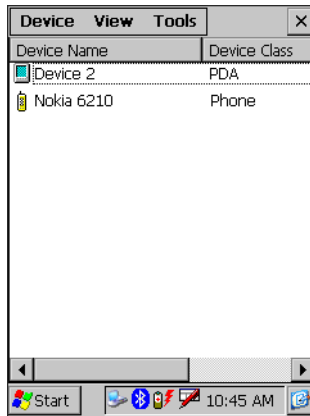 Device View Tools
Device Name Device Class
Device 2 PDA
Nokia 6210 Phone
Start 10:45 AM